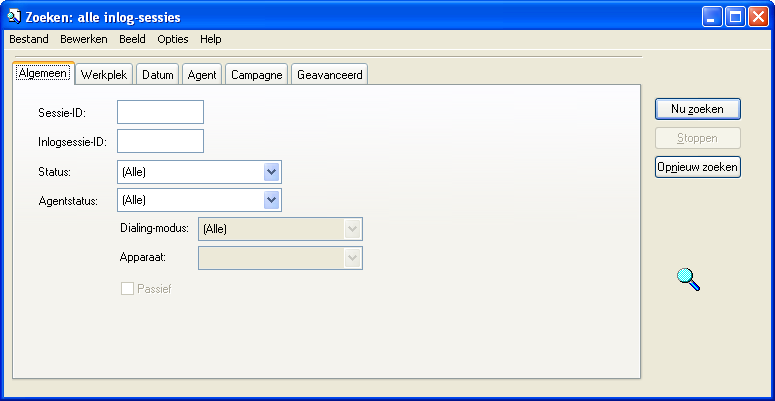 Zoeken: alle inlog-sessies
Bestand Bewerken Beeld Opties Help
Algemeen Werkplek Datum Agent Campagne Geavanceerd
Sessie-ID:
Nu zoeken
Inlogsessie-ID:
Stoppen
Status: (Alle)
Opnieuw zoeken
Agentstatus: (Alle)
Dialing-modus: (Alle)
Apparaat:
Passief